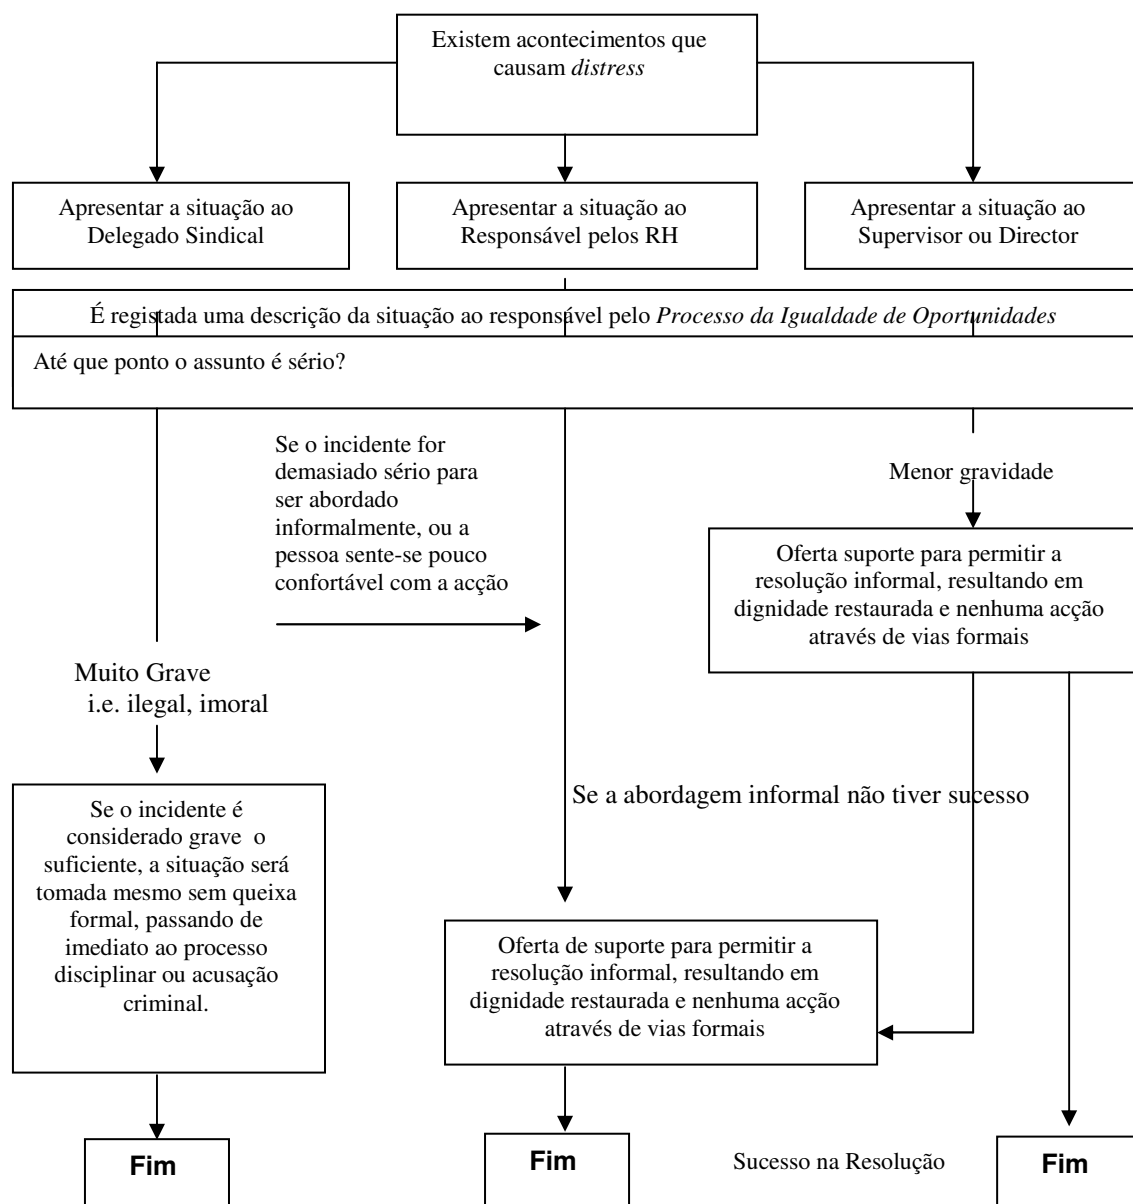 Existem acontecimentos que
causam distress
Apresentar a situação ao
Delegado Sindical
Apresentar a situação ao
Responsável pelos RH
Apresentar a situação ao
Supervisor ou Director
É registada uma descrição da situação ao responsável pelo Processo da Igualdade de Oportunidades
Até que ponto o assunto é sério?
Se o incidente for
demasiado sério para
ser abordado
informalmente, ou a
pessoa sente-se pouco
confortável com a acção
Menor gravidade
Oferta suporte para permitir a
resolução informal, resultando em
dignidade restaurada e nenhuma acção
através de vias formais
Muito Grave
i.e. ilegal, imoral
Se o incidente é
considerado grave o
suficiente, a situação será
tomada mesmo sem queixa
formal, passando de
imediato ao processo
disciplinar ou acusação
criminal.
Se a abordagem informal não tiver sucesso
Oferta de suporte para permitir a
resolução informal, resultando em
dignidade restaurada e nenhuma acção
através de vias formais
Fim
Fim
Sucesso na Resolução
Fim